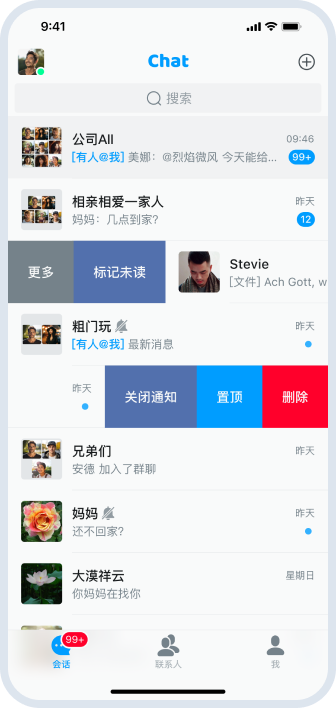 9:41
Chat
搜索
公司All
09:46
[有人@我] 美娜：@烈焰微风 今天能给...
99+
相亲相爱一家人
昨天
妈妈：几点到家?
12
更多
标记未读
Stevie
[文件] Ach Gott, w
粗门玩
昨天
[有人@我] 最新消息
昨天
关闭通知
置顶
删除
兄弟们
昨天
安德 加入了群聊
妈妈
昨天
还不回家?
大漠祥云
星期日
你妈妈在找你
99+
会话
联系人
我